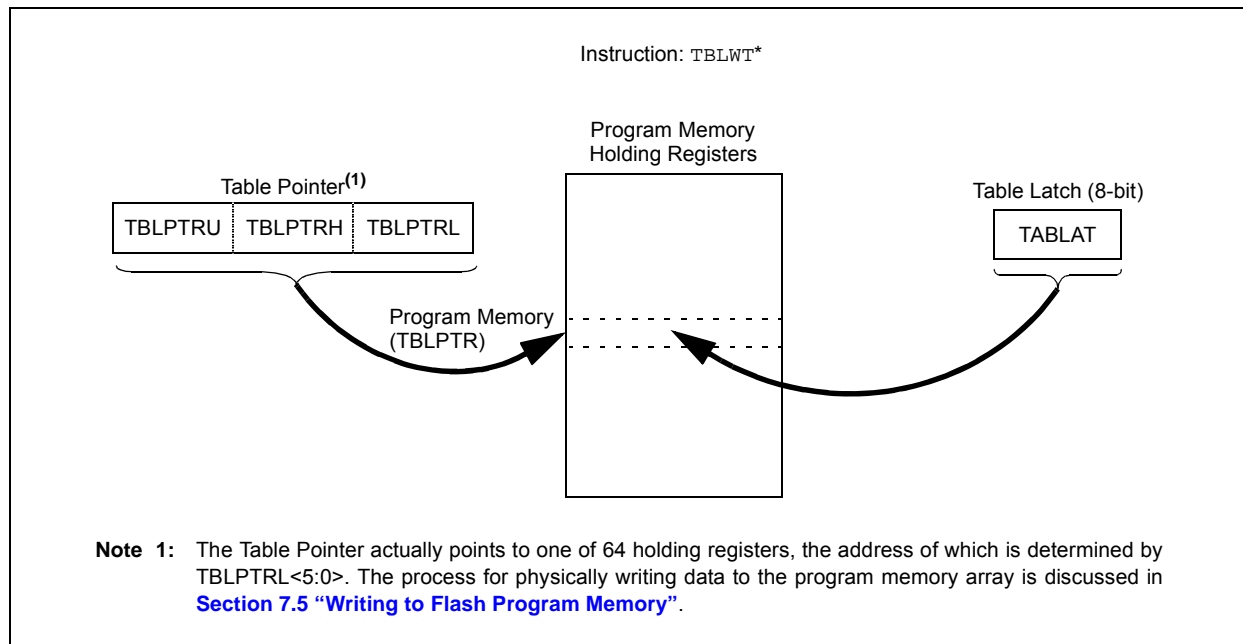 Instruction: TBLWT*
Program Memory
Holding Registers
Table Pointer(1)
Table Latch (8-bit)
TBLPTRU TBLPTRH TBLPTRL
TABLAT
Program Memory
(TBLPTR)
Note 1: The Table Pointer actually points to one of 64 holding registers, the address of which is determined by
TBLPTRL<5:0>. The process for physically writing data to the program memory array is discussed in
Section 7.5 “Writing to Flash Program Memory”.